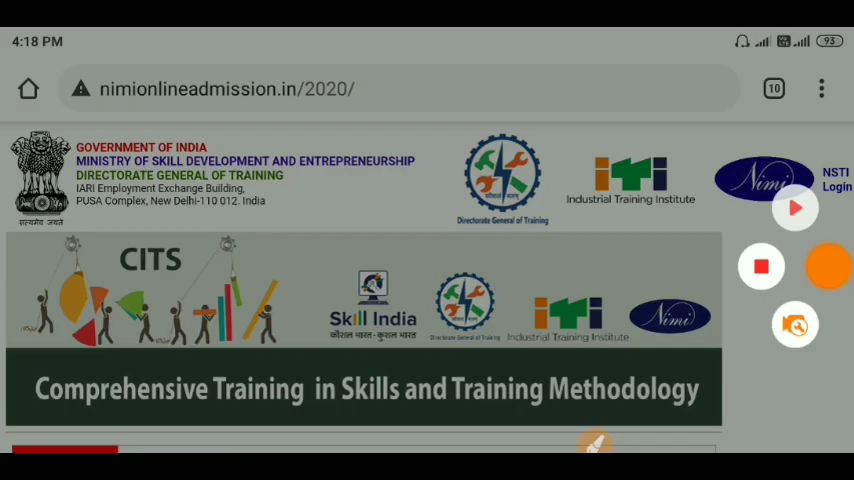 4:18 PM
93
nimionlineadmission.in/2020/
10
GOVERNMENT OF INDIA
MINISTRY OF SKILL DEVELOPMENT AND ENTREPRENEURSHIP
DIRECTORATE GENERAL OF TRAINING
IARI Employment Exchange Building,
PUSA Complex, New Delhi-110 012. India
सत्यमेव जयते
Directorate General of Training
Industrial Training Institute
Nimi
NSTI
Login
CITS
Skill India
कौशल भारत - कुशल भारत
Directorate General of Training
Industrial Training Institute
Nimi
Comprehensive Training in Skills and Training Methodology